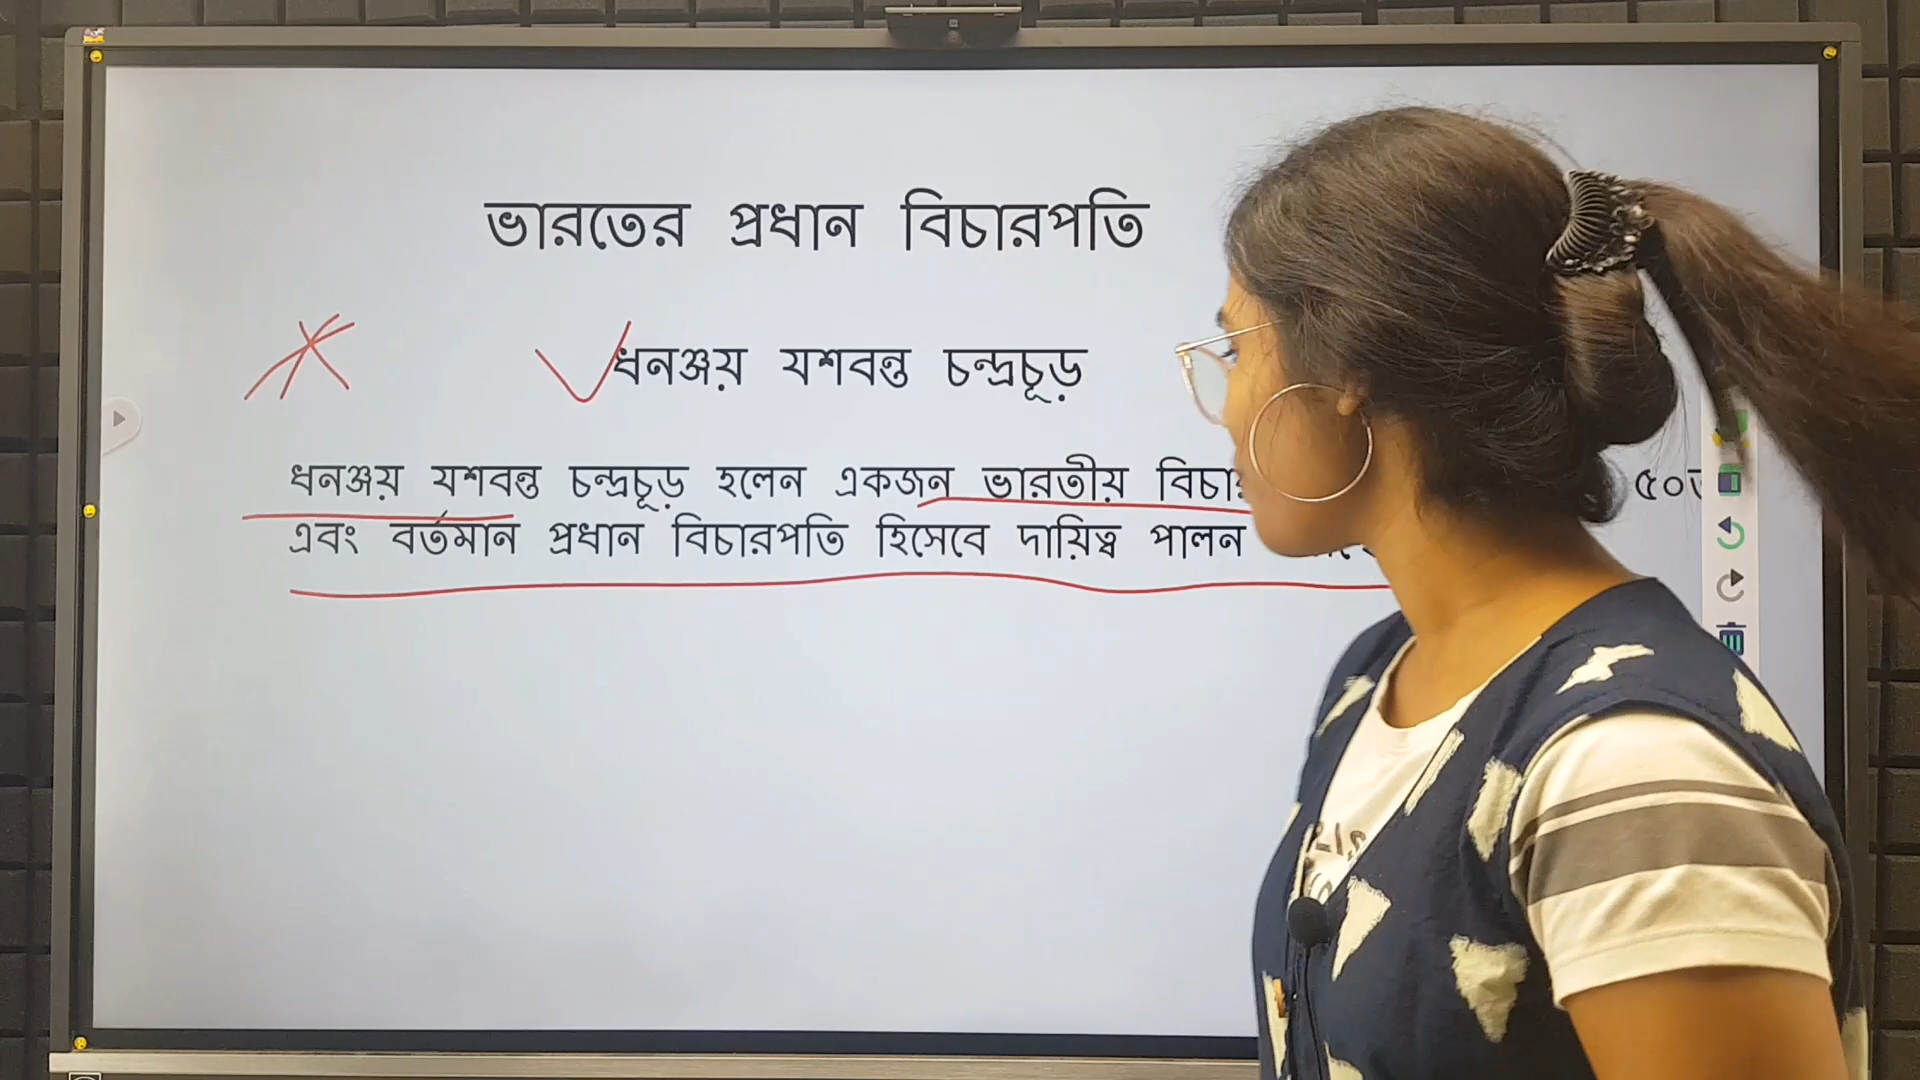 ভারতের প্রধান বিচারপতি
ধনঞ্জয় যশবন্ত চন্দ্রচূড়
ধনঞ্জয় যশবন্ত চন্দ্রচূড় হলেন একজন ভারতীয়
এবং বর্তমান প্রধান বিচারপতি হিসেবে দায়িত্ব পালন